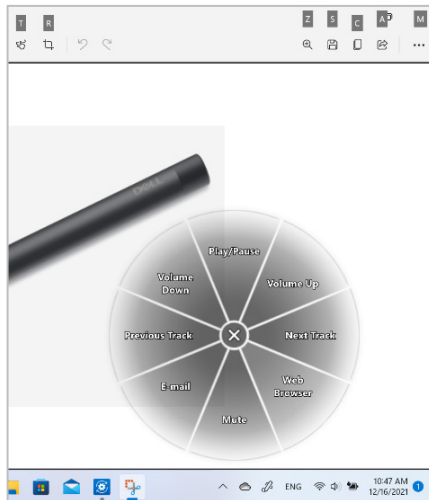 T R Z S C A M
DELL
Play/Pause
Volume
Down
Volume Up
Previous Track
Next Track
E-mail
Web
Browser
Mute
ENG
10:47 AM
12/16/2021
1